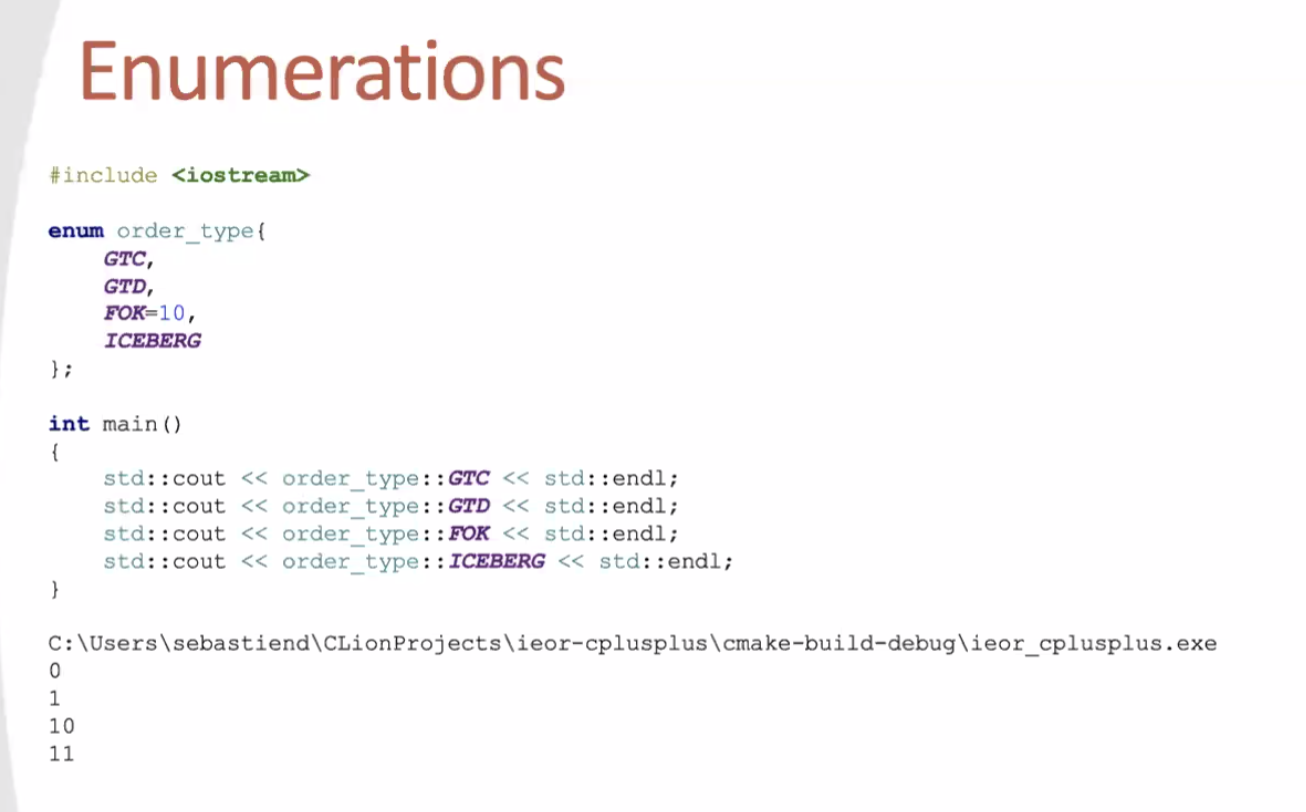 Enumerations
#include <iostream>
enum order_type{
GTC,
GTD,
FOK=10,
ICEBERG
};
int main()
{
std::cout << order_type::GTC << std::endl;
std::cout << order_type::GTD << std::endl;
std::cout << order_type::FOK << std::endl;
std::cout << order_type::ICEBERG << std::endl;
}
C:\Users\sebastiend\CLionProjects\ieor-cplusplus\cmake-build-debug\ieor_cplusplus.exe
0
1
10
11